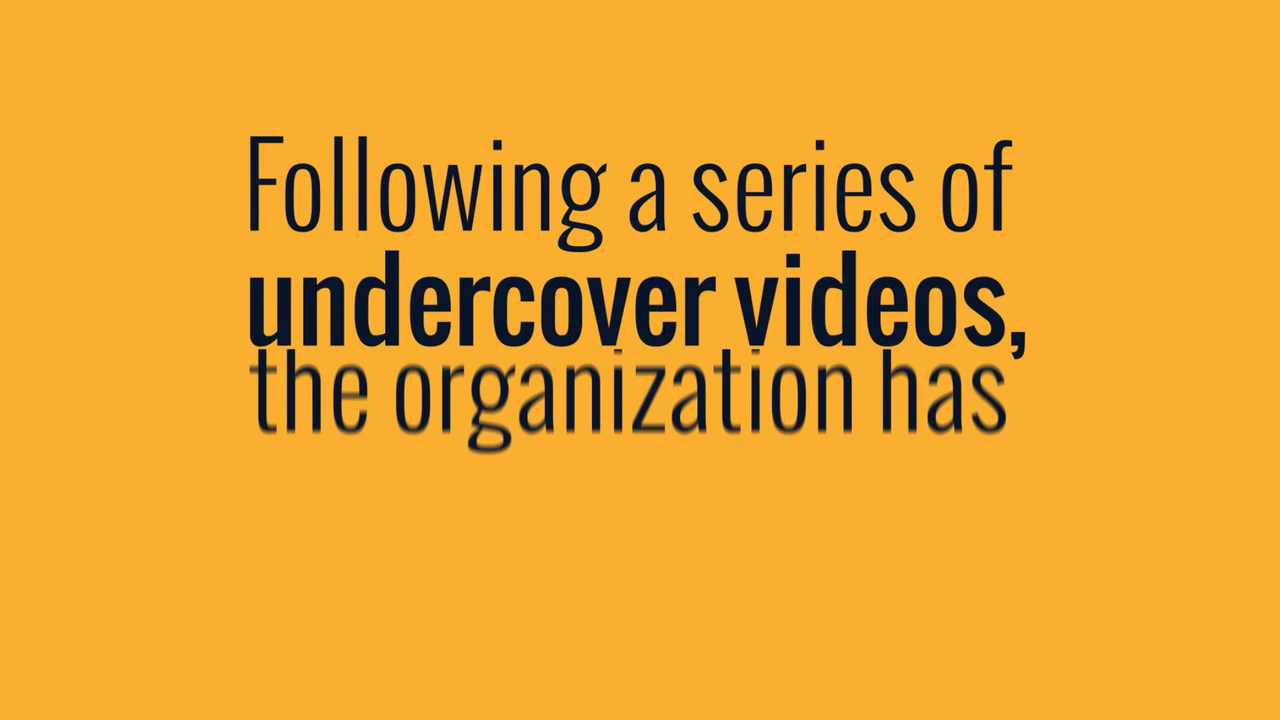 Following a series of
undercover videos,
the organization has